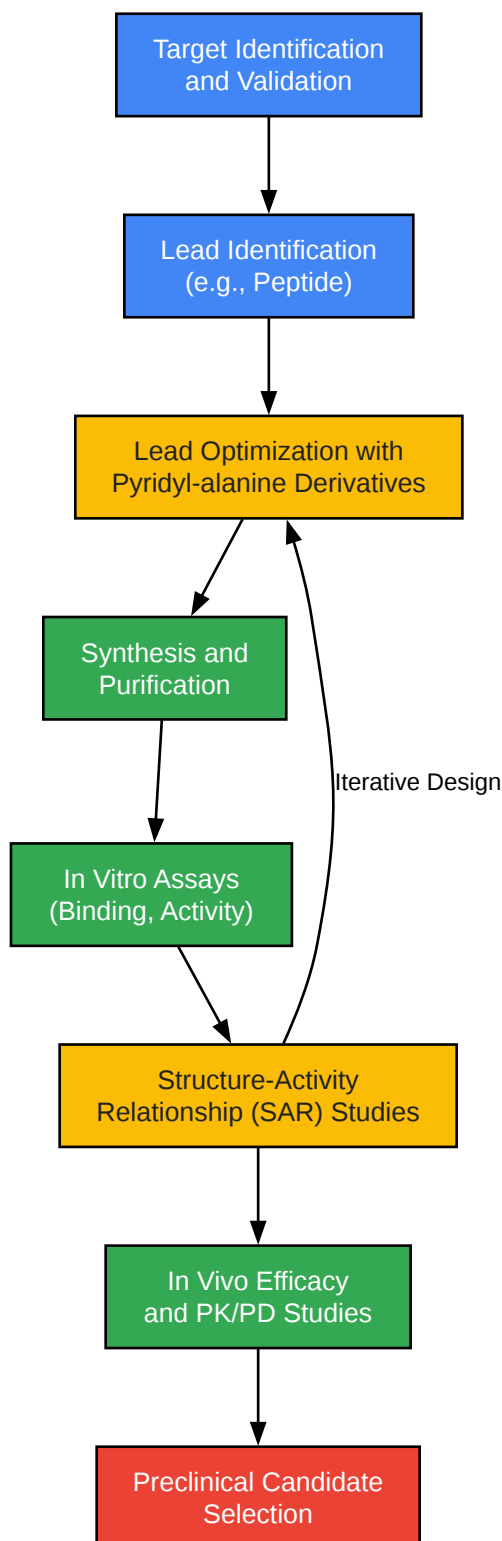 Target Identification
and Validation
Lead Identification
(e.g., Peptide)
Lead Optimization with
Pyridyl-alanine Derivatives
Synthesis and
Purification
Iterative Design
In Vitro Assays
(Binding, Activity)
Structure-Activity
Relationship (SAR) Studies
In Vivo Efficacy
and PK/PD Studies
Preclinical Candidate
Selection